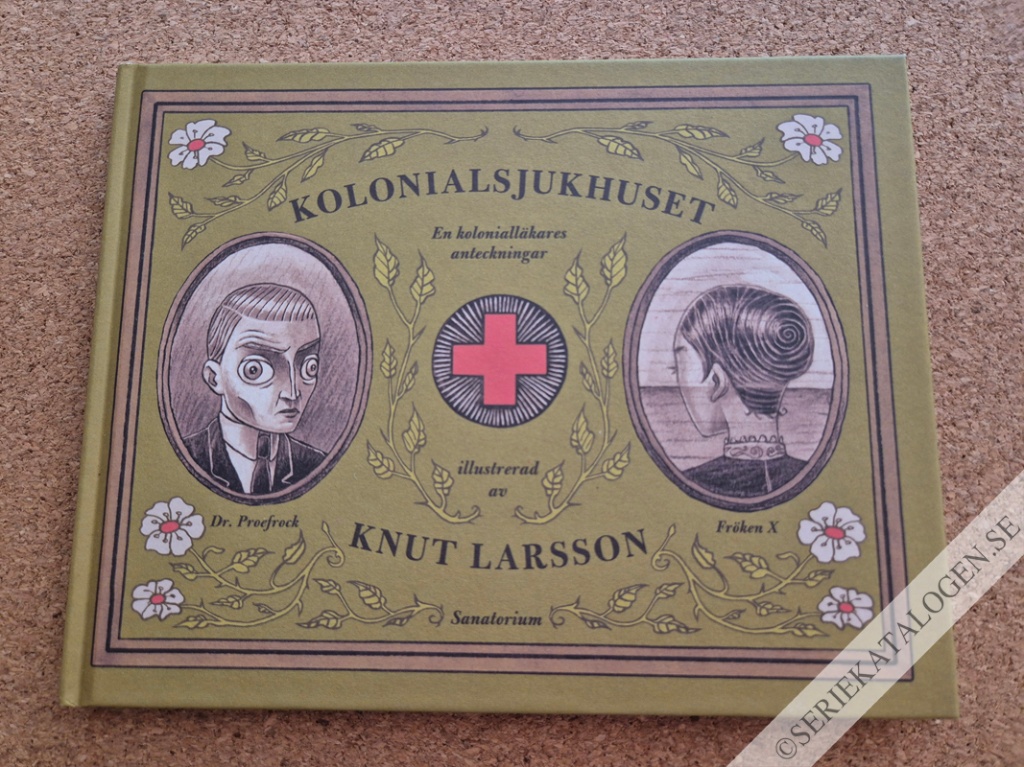 KOLONIALSJUKHUSET
En kolonialläkares
anteckningar
illustrerad
av
Dr. Proefrock
Fröken X
KNUT LARSSON
Sanatorium
©SERIEKATALOGEN.SE